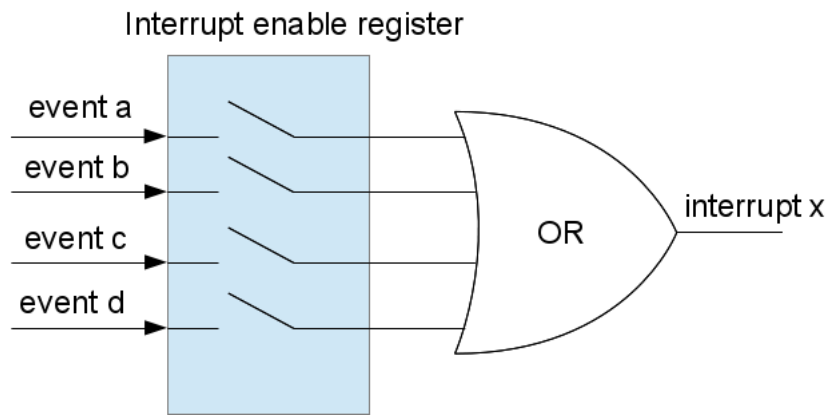 Interrupt enable register
event a
event b
event c
event d
OR
interrupt x